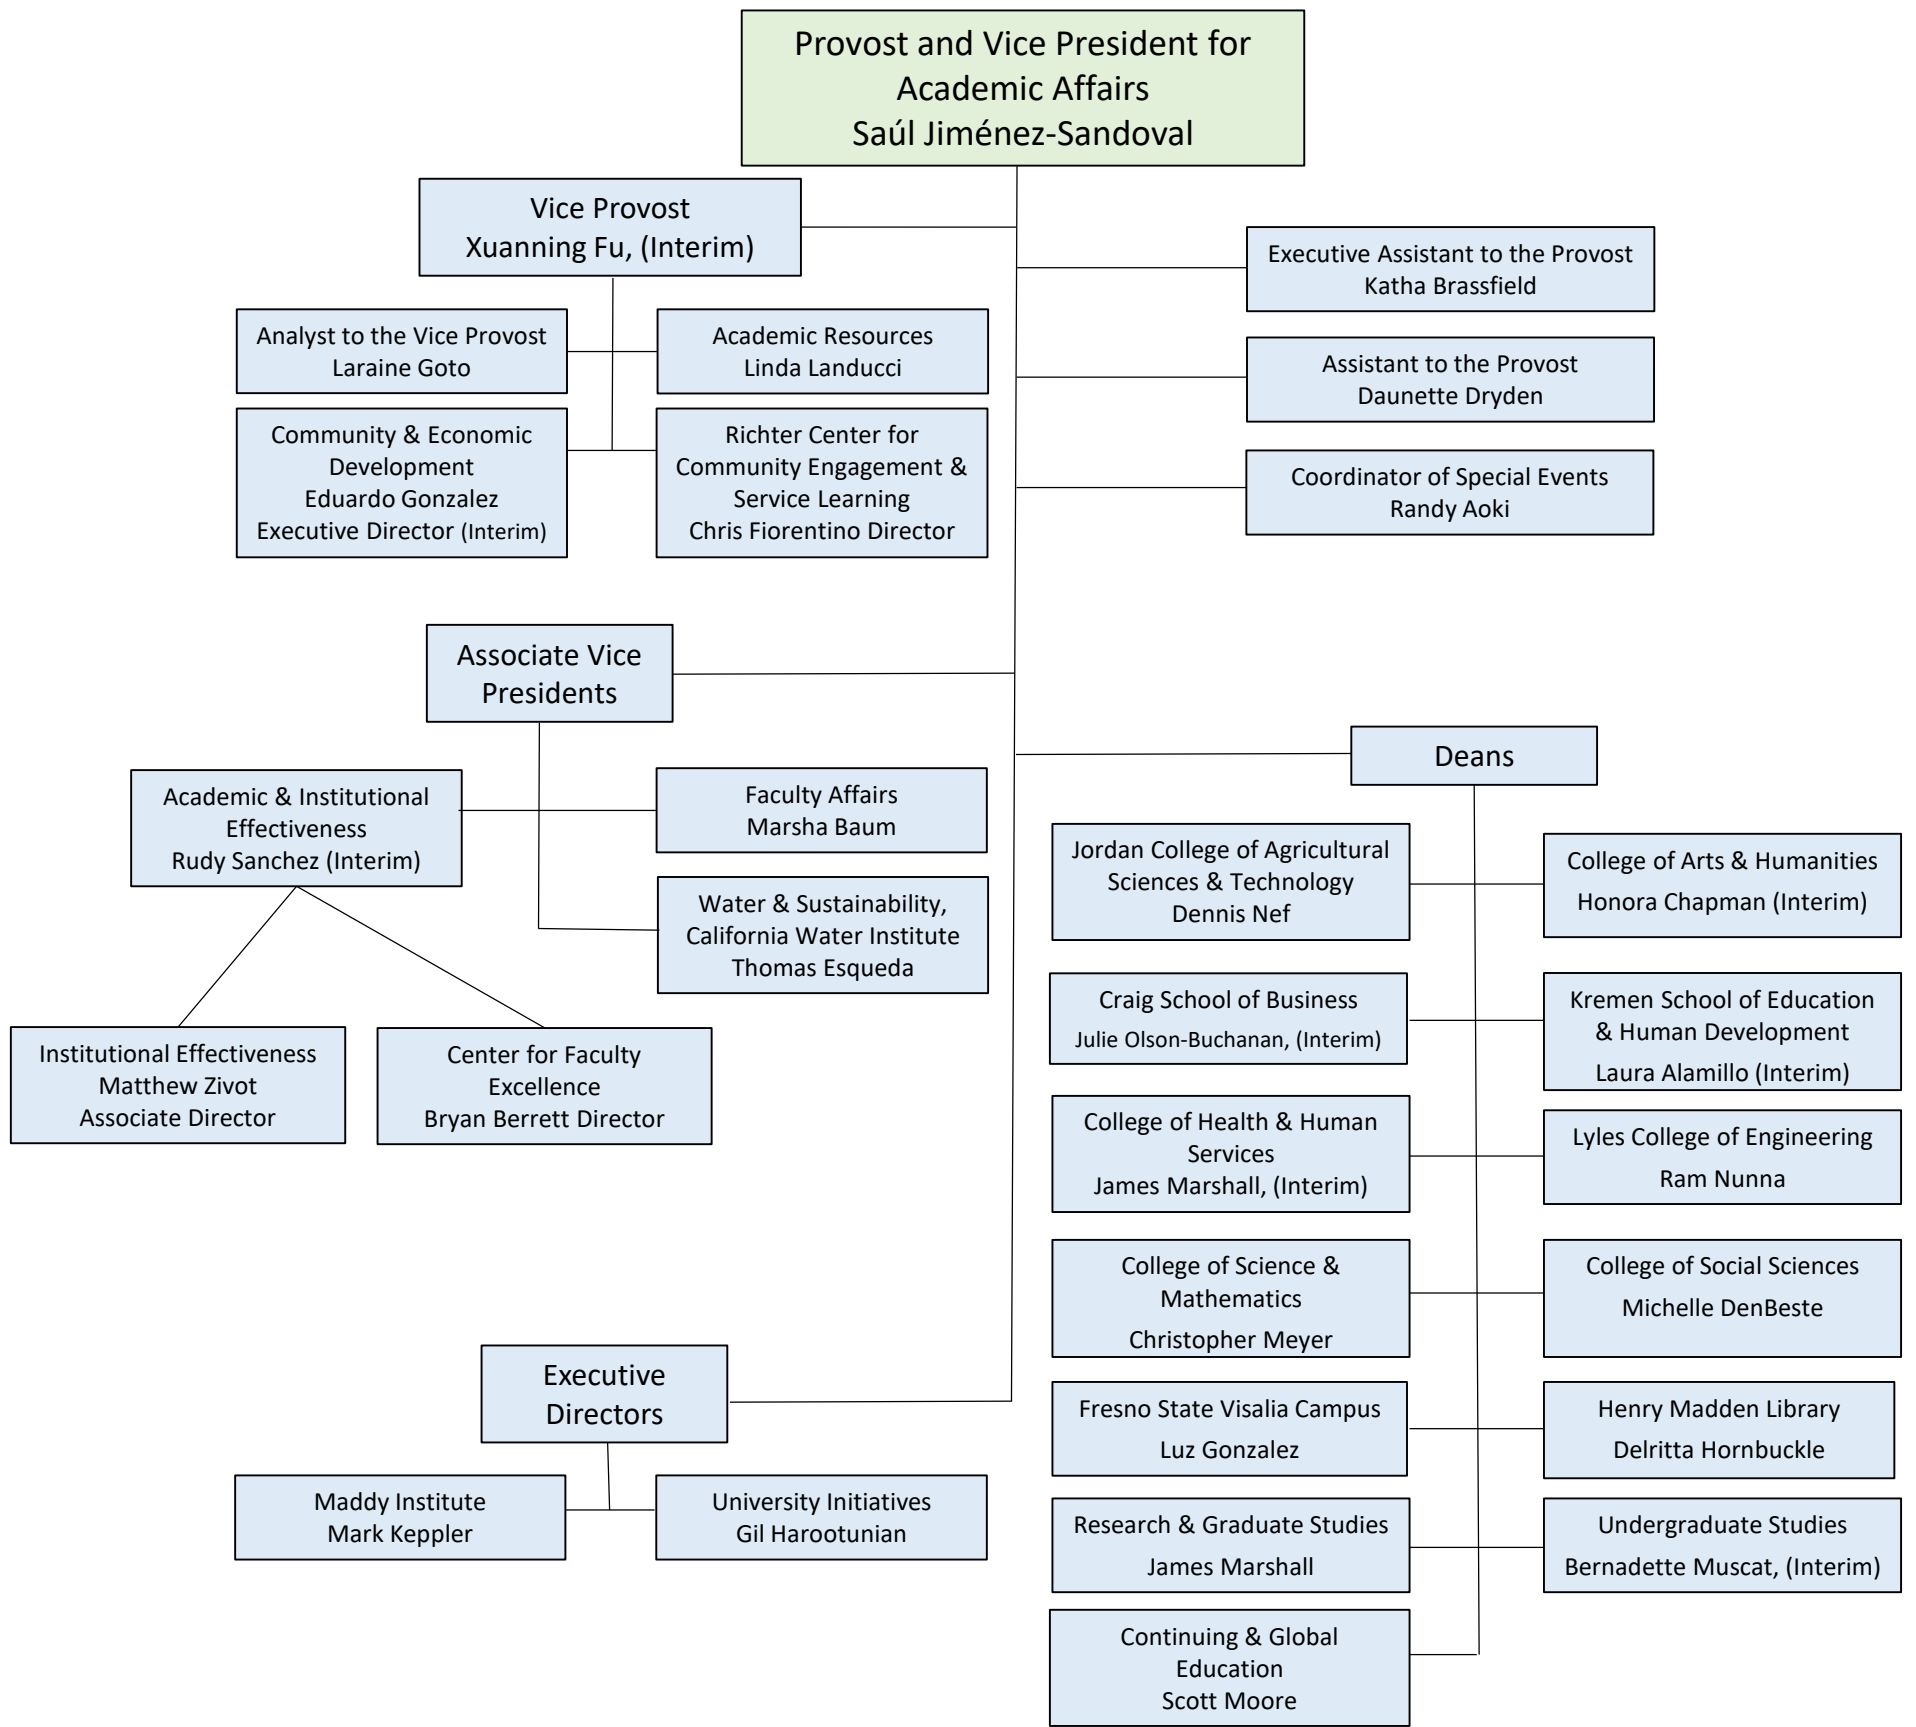 Provost and Vice President for
Academic Affairs
Saúl Jiménez-Sandoval
Vice Provost
Xuanning Fu, (Interim)
Executive Assistant to the Provost
Katha Brassfield
Analyst to the Vice Provost
Laraine Goto
Academic Resources
Linda Landucci
Assistant to the Provost
Daunette Dryden
Community & Economic
Development
Eduardo Gonzalez
Executive Director (Interim)
Richter Center for
Community Engagement &
Service Learning
Chris Fiorentino Director
Coordinator of Special Events
Randy Aoki
Associate Vice
Presidents
Academic & Institutional
Effectiveness
Rudy Sanchez (Interim)
Faculty Affairs
Marsha Baum
Water & Sustainability,
California Water Institute
Thomas Esqueda
Institutional Effectiveness
Matthew Zivot
Associate Director
Center for Faculty
Excellence
Bryan Berrett Director
Deans
Jordan College of Agricultural
Sciences & Technology
Dennis Nef
College of Arts & Humanities
Honora Chapman (Interim)
Craig School of Business
Julie Olson-Buchanan, (Interim)
Kremen School of Education
& Human Development
Laura Alamillo (Interim)
College of Health & Human
Services
James Marshall, (Interim)
Lyles College of Engineering
Ram Nunna
College of Science &
Mathematics
Christopher Meyer
College of Social Sciences
Michelle DenBeste
Fresno State Visalia Campus
Luz Gonzalez
Henry Madden Library
Delritta Hornbuckle
Research & Graduate Studies
James Marshall
Undergraduate Studies
Bernadette Muscat, (Interim)
Continuing & Global
Education
Scott Moore
Executive
Directors
Maddy Institute
Mark Keppler
University Initiatives
Gil Harootunian